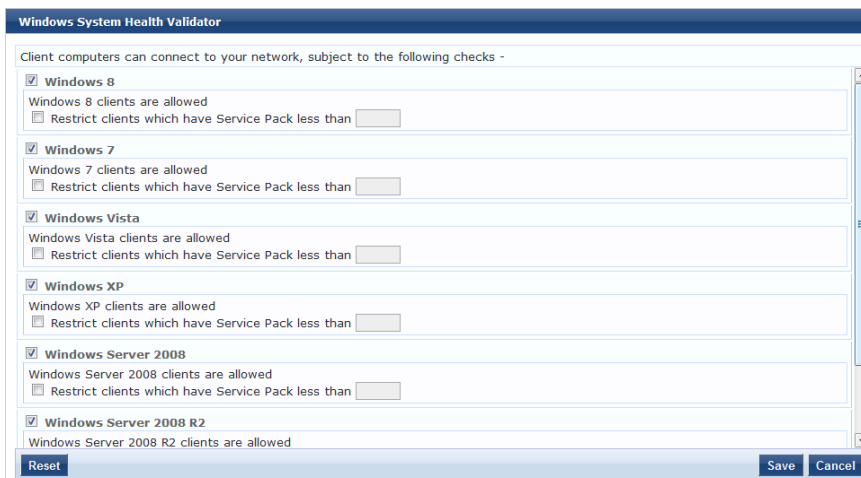 Windows System Health Validator
Client computers can connect to your network, subject to the following checks -
Windows 8
Windows 8 clients are allowed
Restrict clients which have Service Pack less than
Windows 7
Windows 7 clients are allowed
Restrict clients which have Service Pack less than
Windows Vista
Windows Vista clients are allowed
Restrict clients which have Service Pack less than
Windows XP
Windows XP clients are allowed
Restrict clients which have Service Pack less than
Windows Server 2008
Windows Server 2008 clients are allowed
Restrict clients which have Service Pack less than
Windows Server 2008 R2
Windows Server 2008 R2 clients are allowed
Reset Save Cancel